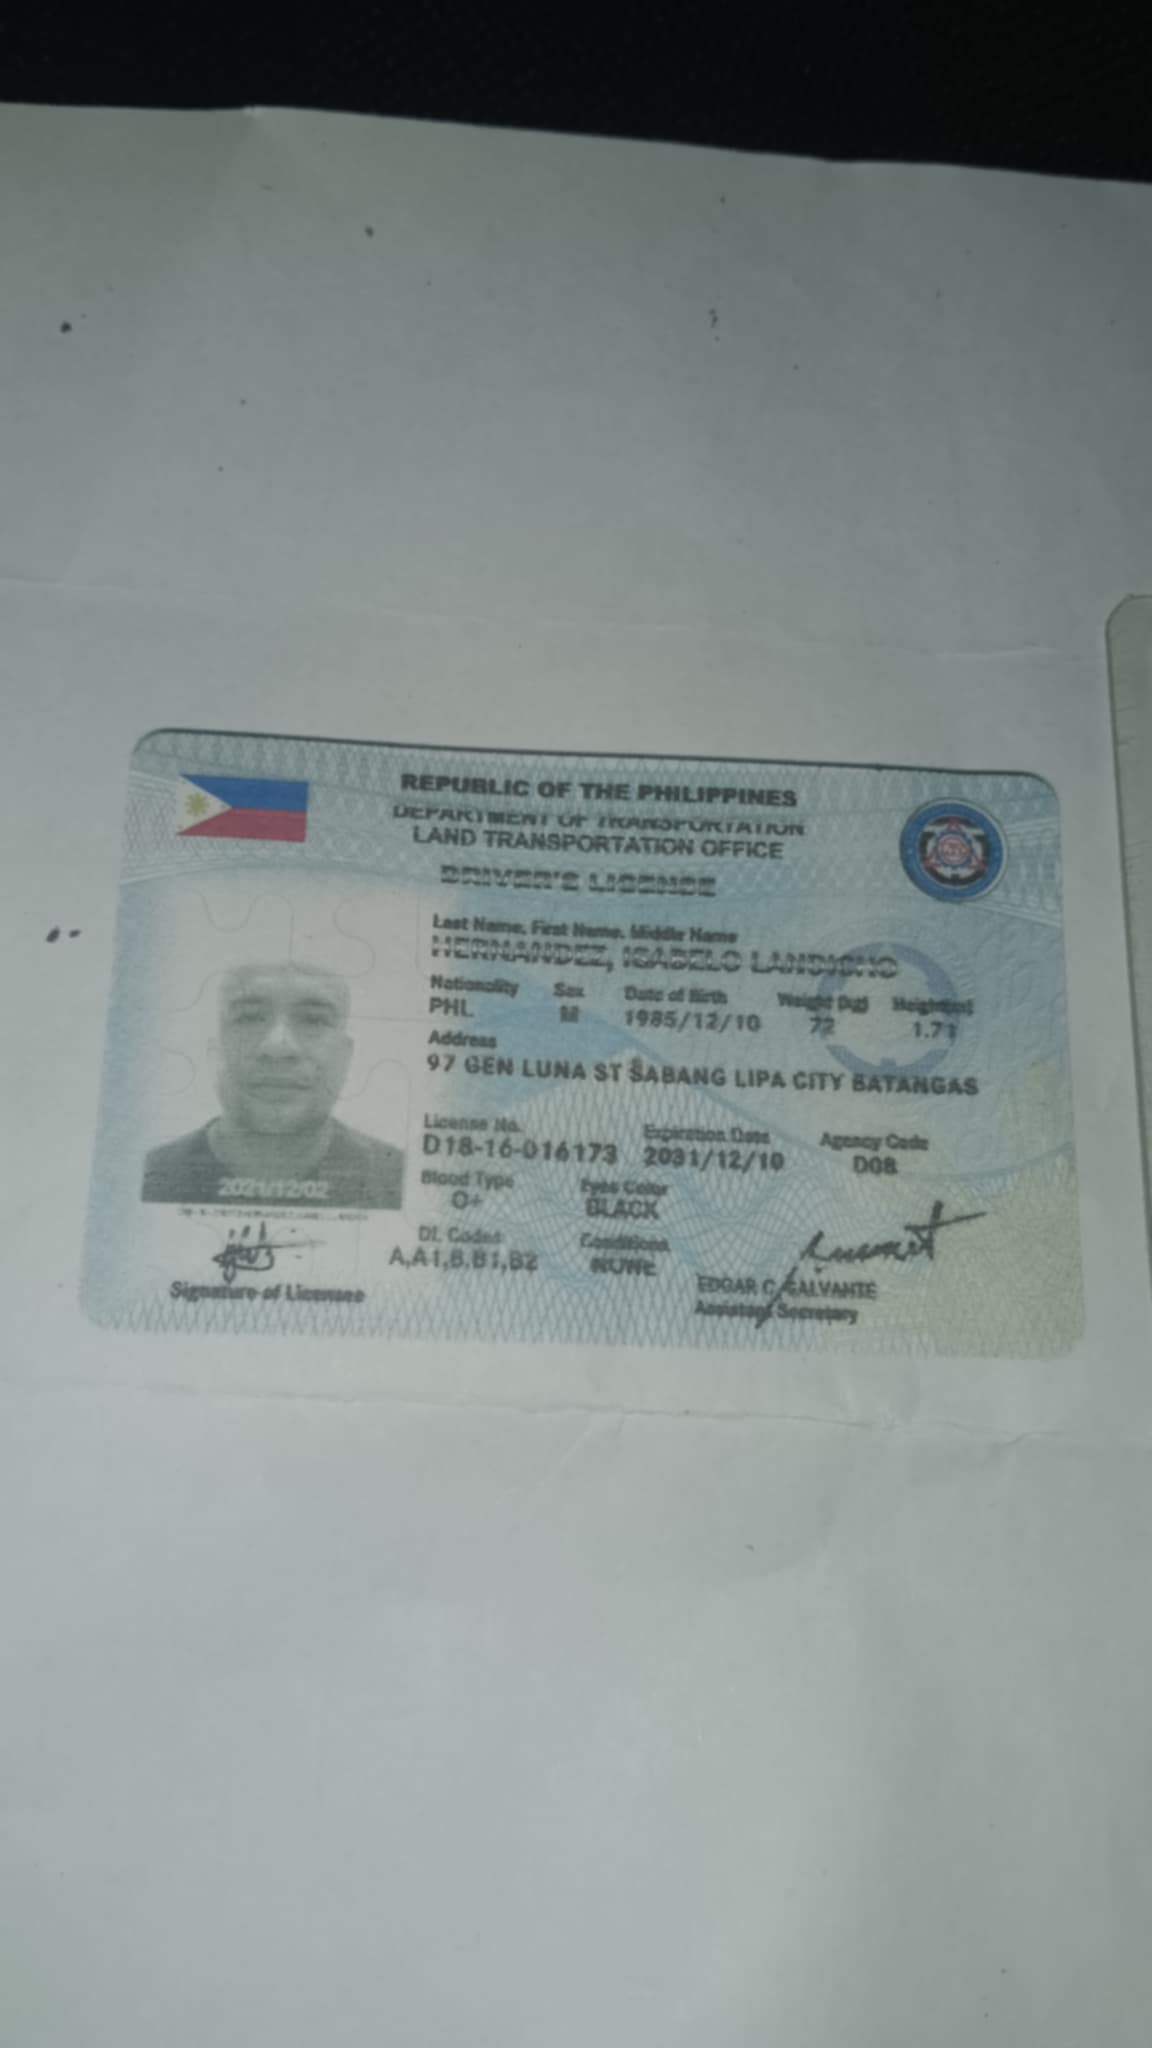 REPUBLIC OF THE PHILIPPINES
DEPARTMENT OF TRANSPORTATION
LAND TRANSPORTATION OFFICE
DRIVER'S LICENSE
Last Name, First Name, Middle Name
HERNANDEZ, ISABELO LANDICHO
Nationality Sex Date of Birth Weight (kg) Height(m)
PHL M 1985/12/10 72 1.71
Address
97 GEN LUNA ST SABANG LIPA CITY BATANGAS
License No. Expiration Date Agency Code
D18-16-016173 2031/12/10 D08
Blood Type Eyes Color
O+ BLACK
DL Codes Conditions
A,A1,B,B1,B2 NONE
2021/12/02
Signature of Licensee
EDGAR C. GALVANTE
Assistant Secretary